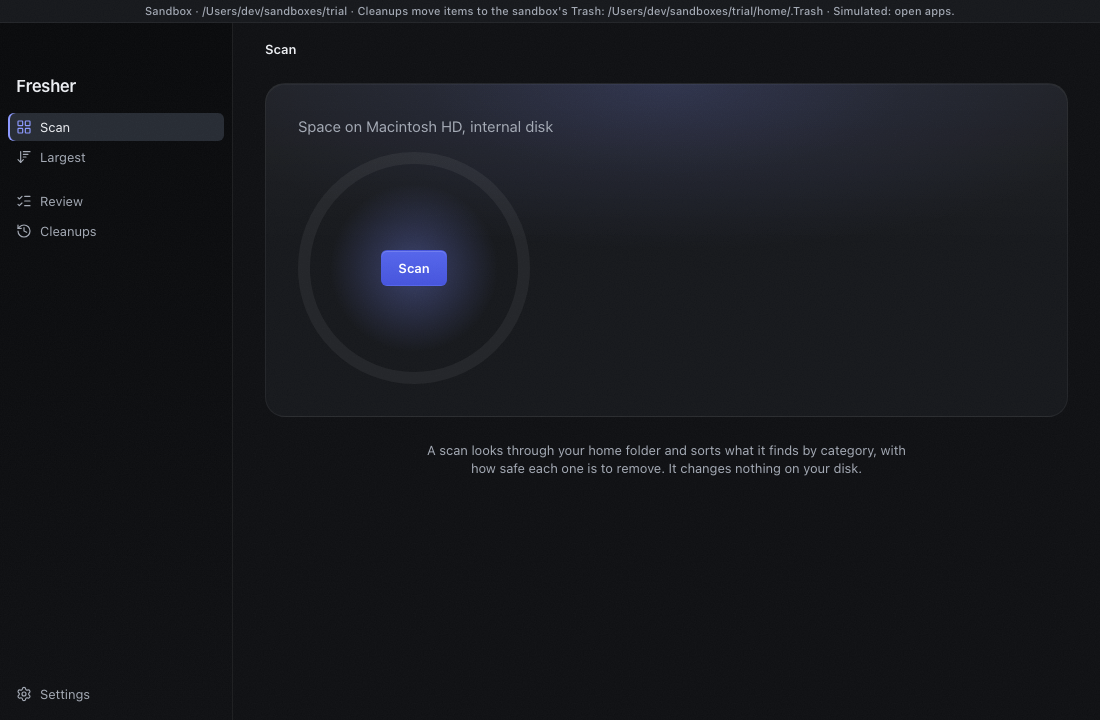 Sandbox · /Users/dev/sandboxes/trial · Cleanups move items to the sandbox's Trash: /Users/dev/sandboxes/trial/home/.Trash · Simulated: open apps.
Fresher
Scan
Largest
Review
Cleanups
Settings
Scan
Space on Macintosh HD, internal disk
Scan
A scan looks through your home folder and sorts what it finds by category, with
how safe each one is to remove. It changes nothing on your disk.